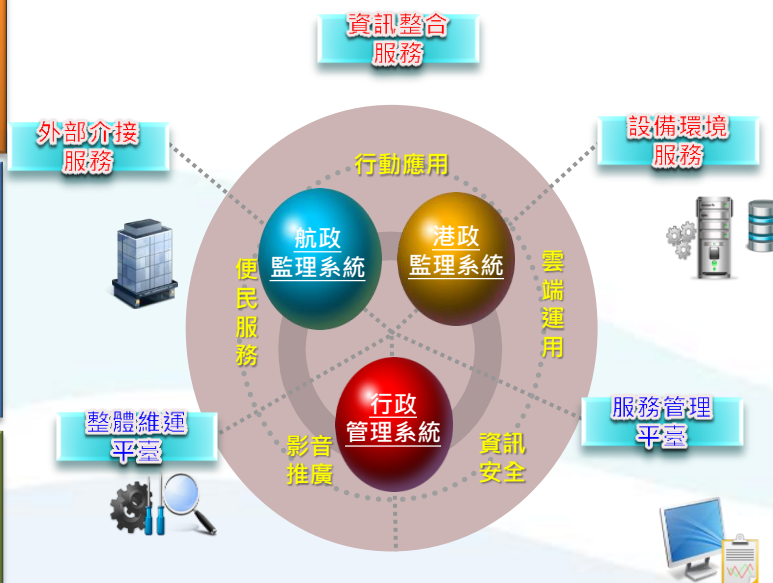 資訊整合
服務
外部介接
服務
設備環境
服務
行動應用
航政
監理系統
港政
監理系統
便民服務
雲端運用
行政
管理系統
整體維運
平臺
服務管理
平臺
影音
推廣
資訊
安全